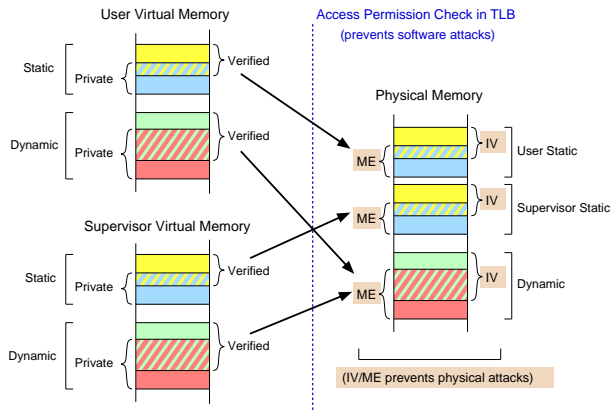 User Virtual Memory
Static
Private
Verified
Dynamic
Private
Verified
Supervisor Virtual Memory
Static
Private
Verified
Dynamic
Private
Verified
Access Permission Check in TLB
(prevents software attacks)
Physical Memory
ME
IV
User Static
ME
IV
Supervisor Static
ME
IV
Dynamic
(IV/ME prevents physical attacks)